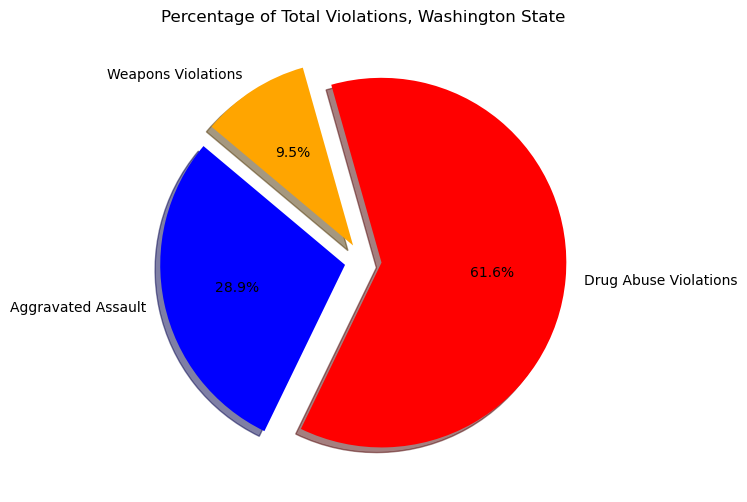 Percentage of Total Violations, Washington State
Weapons Violations
9.5%
61.6%
Drug Abuse Violations
28.9%
Aggravated Assault